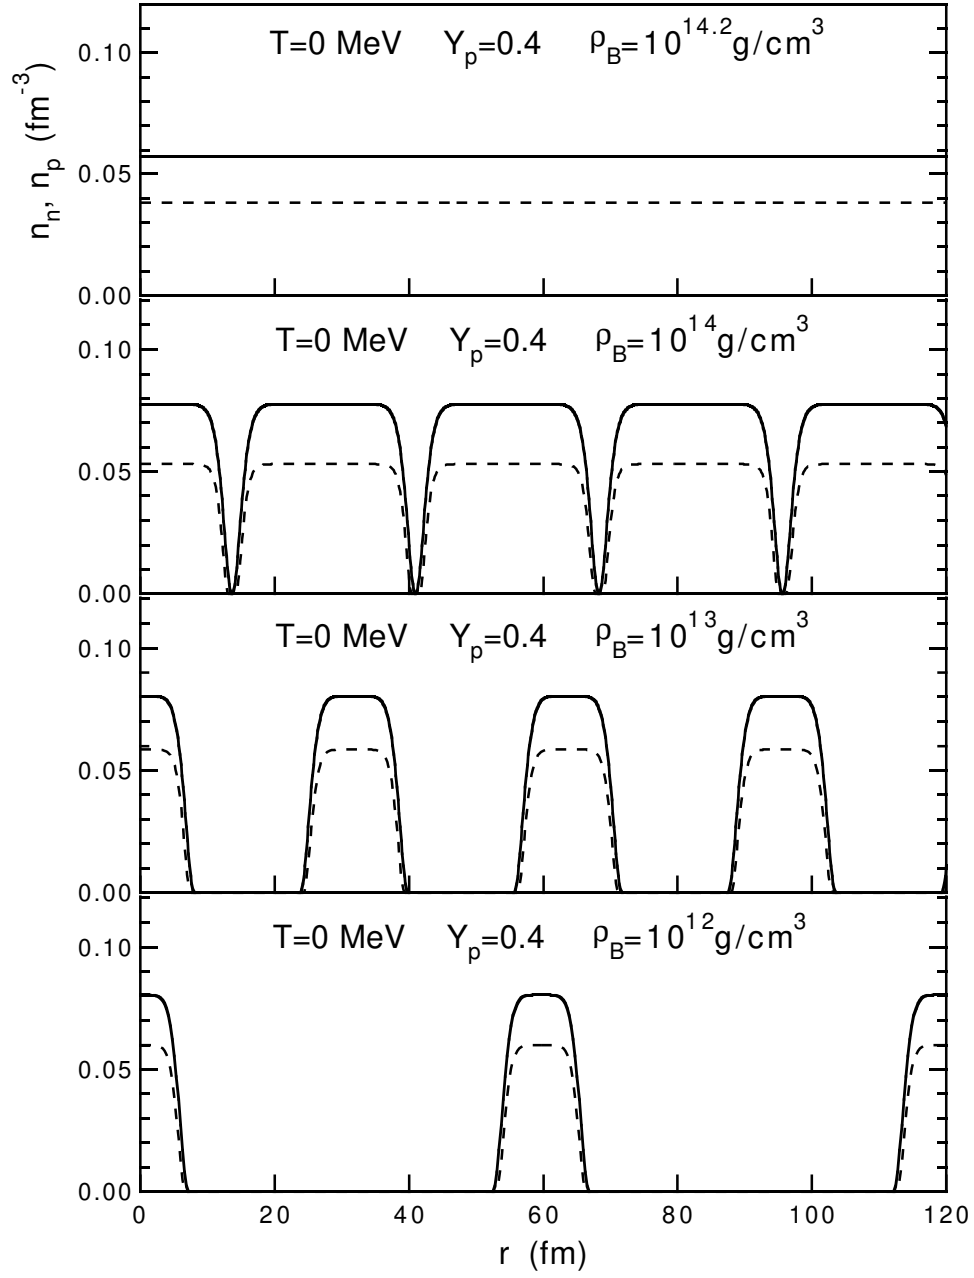 n_n, n_p (fm^-3)
T=0 MeV Y_p=0.4 ρ_B=10^14.2 g/cm^3
0.10
0.05
0.00
T=0 MeV Y_p=0.4 ρ_B=10^14 g/cm^3
0.10
0.05
0.00
T=0 MeV Y_p=0.4 ρ_B=10^13 g/cm^3
0.10
0.05
0.00
T=0 MeV Y_p=0.4 ρ_B=10^12 g/cm^3
0.10
0.05
0.00
0 20 40 60 80 100 120
r (fm)